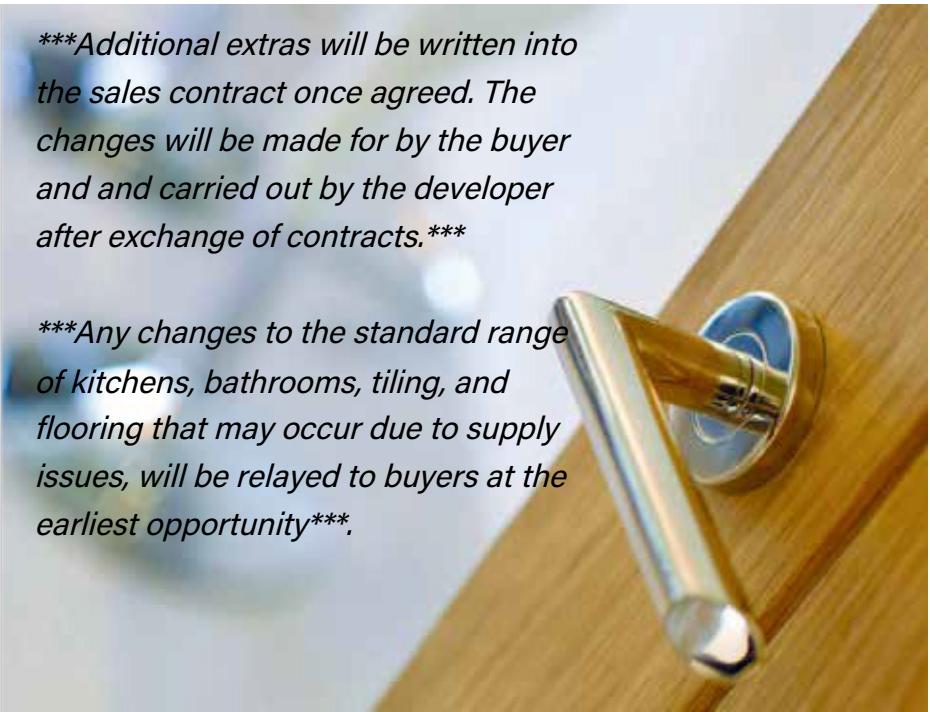 ***Additional extras will be written into
the sales contract once agreed. The
changes will be made for by the buyer
and and carried out by the developer
after exchange of contracts.***
***Any changes to the standard range
of kitchens, bathrooms, tiling, and
flooring that may occur due to supply
issues, will be relayed to buyers at the
earliest opportunity***.